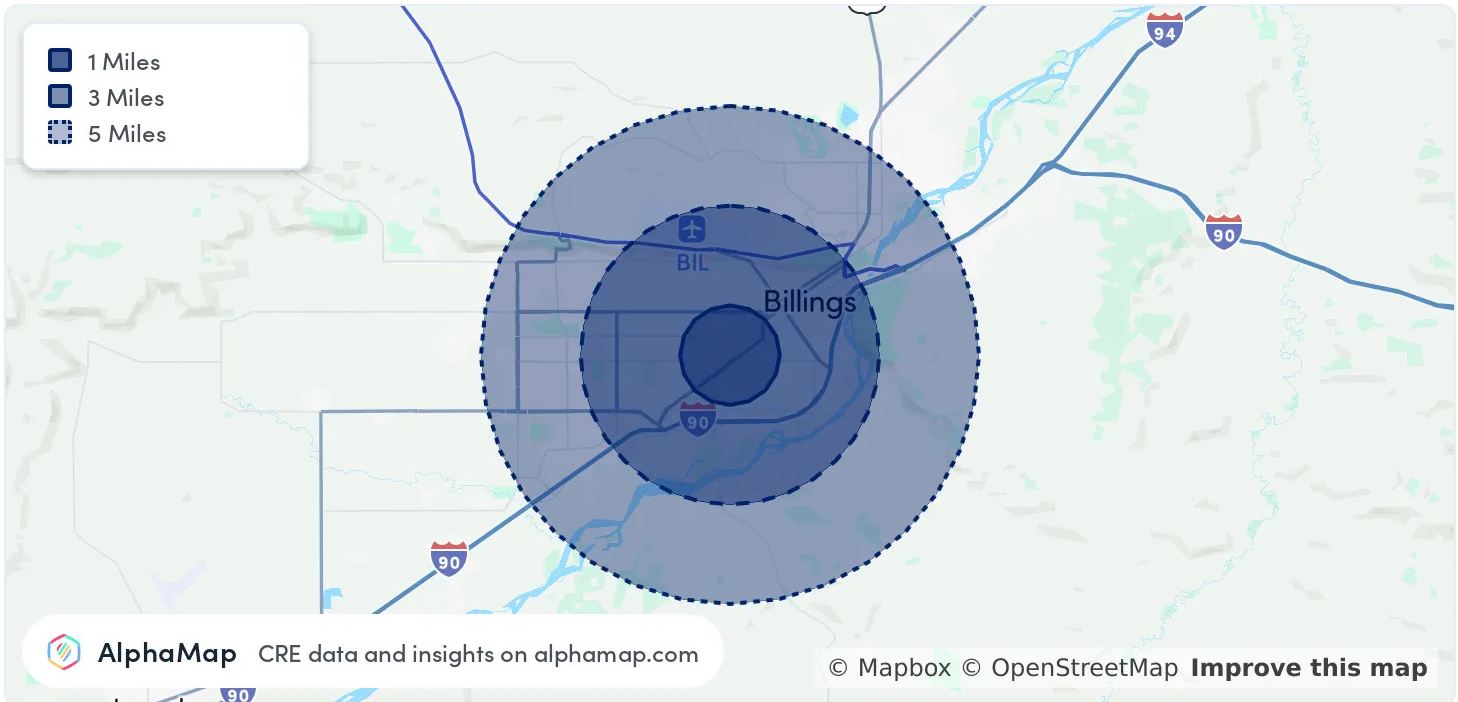 1 Miles
3 Miles
5 Miles
94
90
BIL
Billings
90
90
AlphaMap CRE data and insights on alphamap.com
© Mapbox © OpenStreetMap Improve this map
90